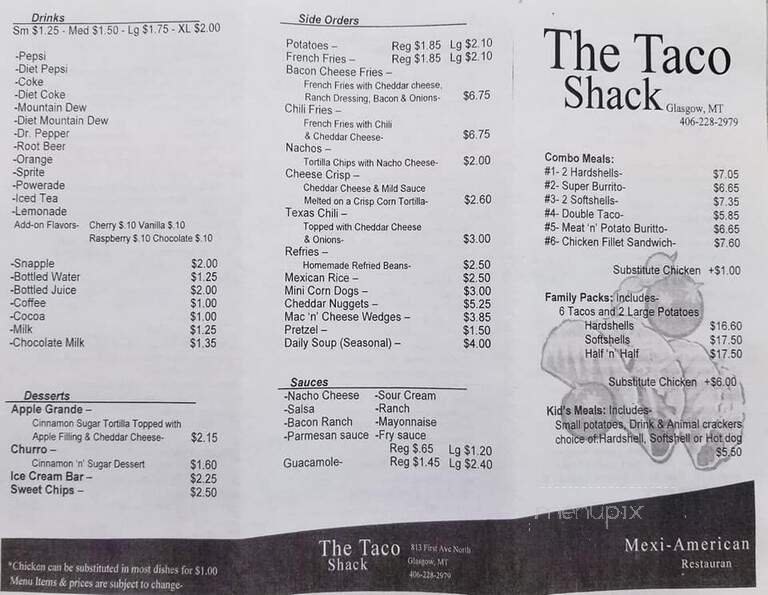 Drinks
Sm $1.25 - Med $1.50 - Lg $1.75 - XL $2.00
-Pepsi
-Diet Pepsi
-Coke
-Diet Coke
-Mountain Dew
-Diet Mountain Dew
-Dr. Pepper
-Root Beer
-Orange
-Sprite
-Powerade
-Iced Tea
-Lemonade
Add-on Flavors- Cherry $.10 Vanilla $.10
Raspberry $.10 Chocolate $.10
-Snapple $2.00
-Bottled Water $1.25
-Bottled Juice $2.00
-Coffee $1.00
-Cocoa $1.00
-Milk $1.25
-Chocolate Milk $1.35
Desserts
Apple Grande –
Cinnamon Sugar Tortilla Topped with
Apple Filling & Cheddar Cheese- $2.15
Churro –
Cinnamon 'n' Sugar Dessert $1.60
Ice Cream Bar – $2.25
Sweet Chips – $2.50
*Chicken can be substituted in most dishes for $1.00
Menu Items & prices are subject to change-
Side Orders
Potatoes – Reg $1.85 Lg $2.10
French Fries – Reg $1.85 Lg $2.10
Bacon Cheese Fries –
French Fries with Cheddar cheese,
Ranch Dressing, Bacon & Onions- $6.75
Chili Fries –
French Fries with Chili
& Cheddar Cheese- $6.75
Nachos –
Tortilla Chips with Nacho Cheese- $2.00
Cheese Crisp –
Cheddar Cheese & Mild Sauce
Melted on a Crisp Corn Tortilla- $2.60
Texas Chili –
Topped with Cheddar Cheese
& Onions- $3.00
Refries –
Homemade Refried Beans- $2.50
Mexican Rice – $2.50
Mini Corn Dogs – $3.00
Cheddar Nuggets – $5.25
Mac 'n' Cheese Wedges – $3.85
Pretzel – $1.50
Daily Soup (Seasonal) – $4.00
Sauces
-Nacho Cheese -Sour Cream
-Salsa -Ranch
-Bacon Ranch -Mayonnaise
-Parmesan sauce -Fry sauce
Reg $.65 Lg $1.20
Guacamole- Reg $1.45 Lg $2.40
The Taco
Shack
813 First Ave North
Glasgow, MT
406-228-2979
The Taco
Shack Glasgow, MT
406-228-2979
Combo Meals:
#1- 2 Hardshells- $7.05
#2- Super Burrito- $6.65
#3- 2 Softshells- $7.35
#4- Double Taco- $5.85
#5- Meat 'n' Potato Buritto- $6.65
#6- Chicken Fillet Sandwich- $7.60
Substitute Chicken +$1.00
Family Packs: Includes-
6 Tacos and 2 Large Potatoes
Hardshells $16.60
Softshells $17.50
Half 'n' Half $17.50
Substitute Chicken +$6.00
Kid's Meals: Includes-
Small potatoes, Drink & Animal crackers
choice of:Hardshell, Softshell or Hot dog
$5.50
menupix
Mexi-American
Restauran